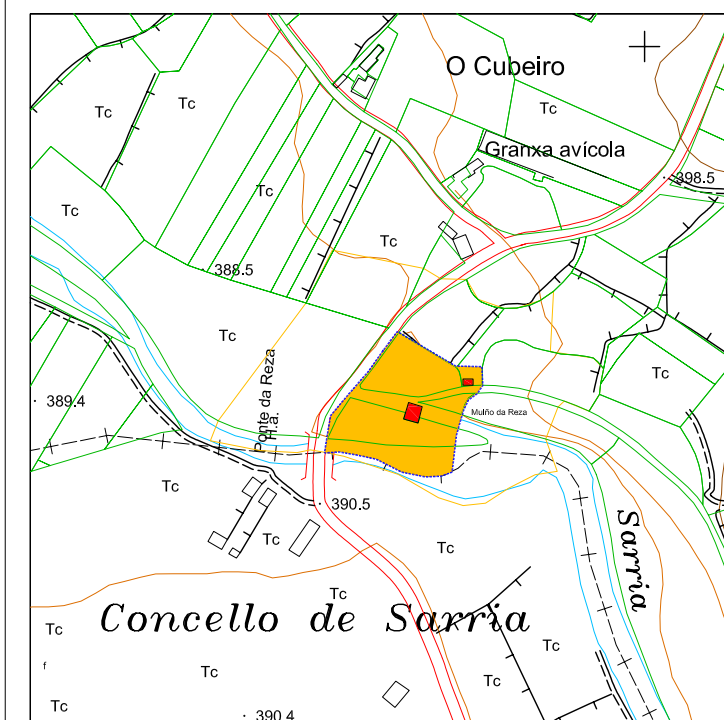 O Cubeiro
Tc
Tc
Tc
Granxa avícola
398.5
Tc
Tc
Tc
388.5
Tc
Ponte da Reza
H.a.
Tc
389.4
Mulño da Reza
Tc
390.5
Sarria
Tc
Tc
Tc
Concello de Sarria
Tc
Tc
f
Tc
Tc
Tc
390.4